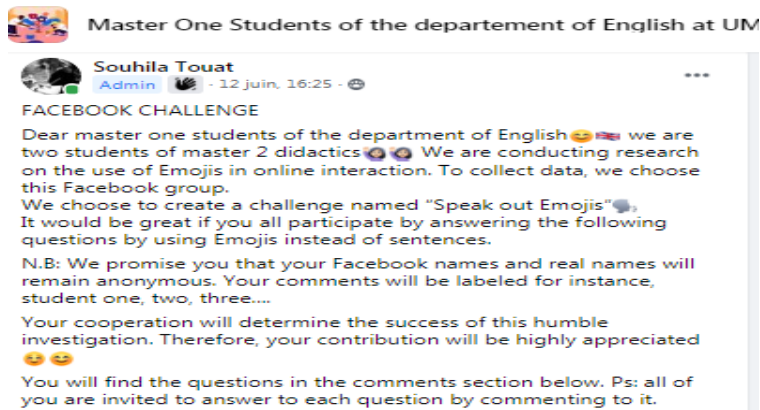 Master One Students of the departement of English at UM
Souhila Touat
Admin · 12 juin, 16:25 ·
FACEBOOK CHALLENGE
Dear master one students of the department of English😊🇬🇧 we are
two students of master 2 didactics🙋🏻‍♀️🙋🏻‍♀️ We are conducting research
on the use of Emojis in online interaction. To collect data, we choose
this Facebook group.
We choose to create a challenge named "Speak out Emojis"🗣️.
It would be great if you all participate by answering the following
questions by using Emojis instead of sentences.
N.B: We promise you that your Facebook names and real names will
remain anonymous. Your comments will be labeled for instance,
student one, two, three....
Your cooperation will determine the success of this humble
investigation. Therefore, your contribution will be highly appreciated
😊😊
You will find the questions in the comments section below. Ps: all of
you are invited to answer to each question by commenting to it.